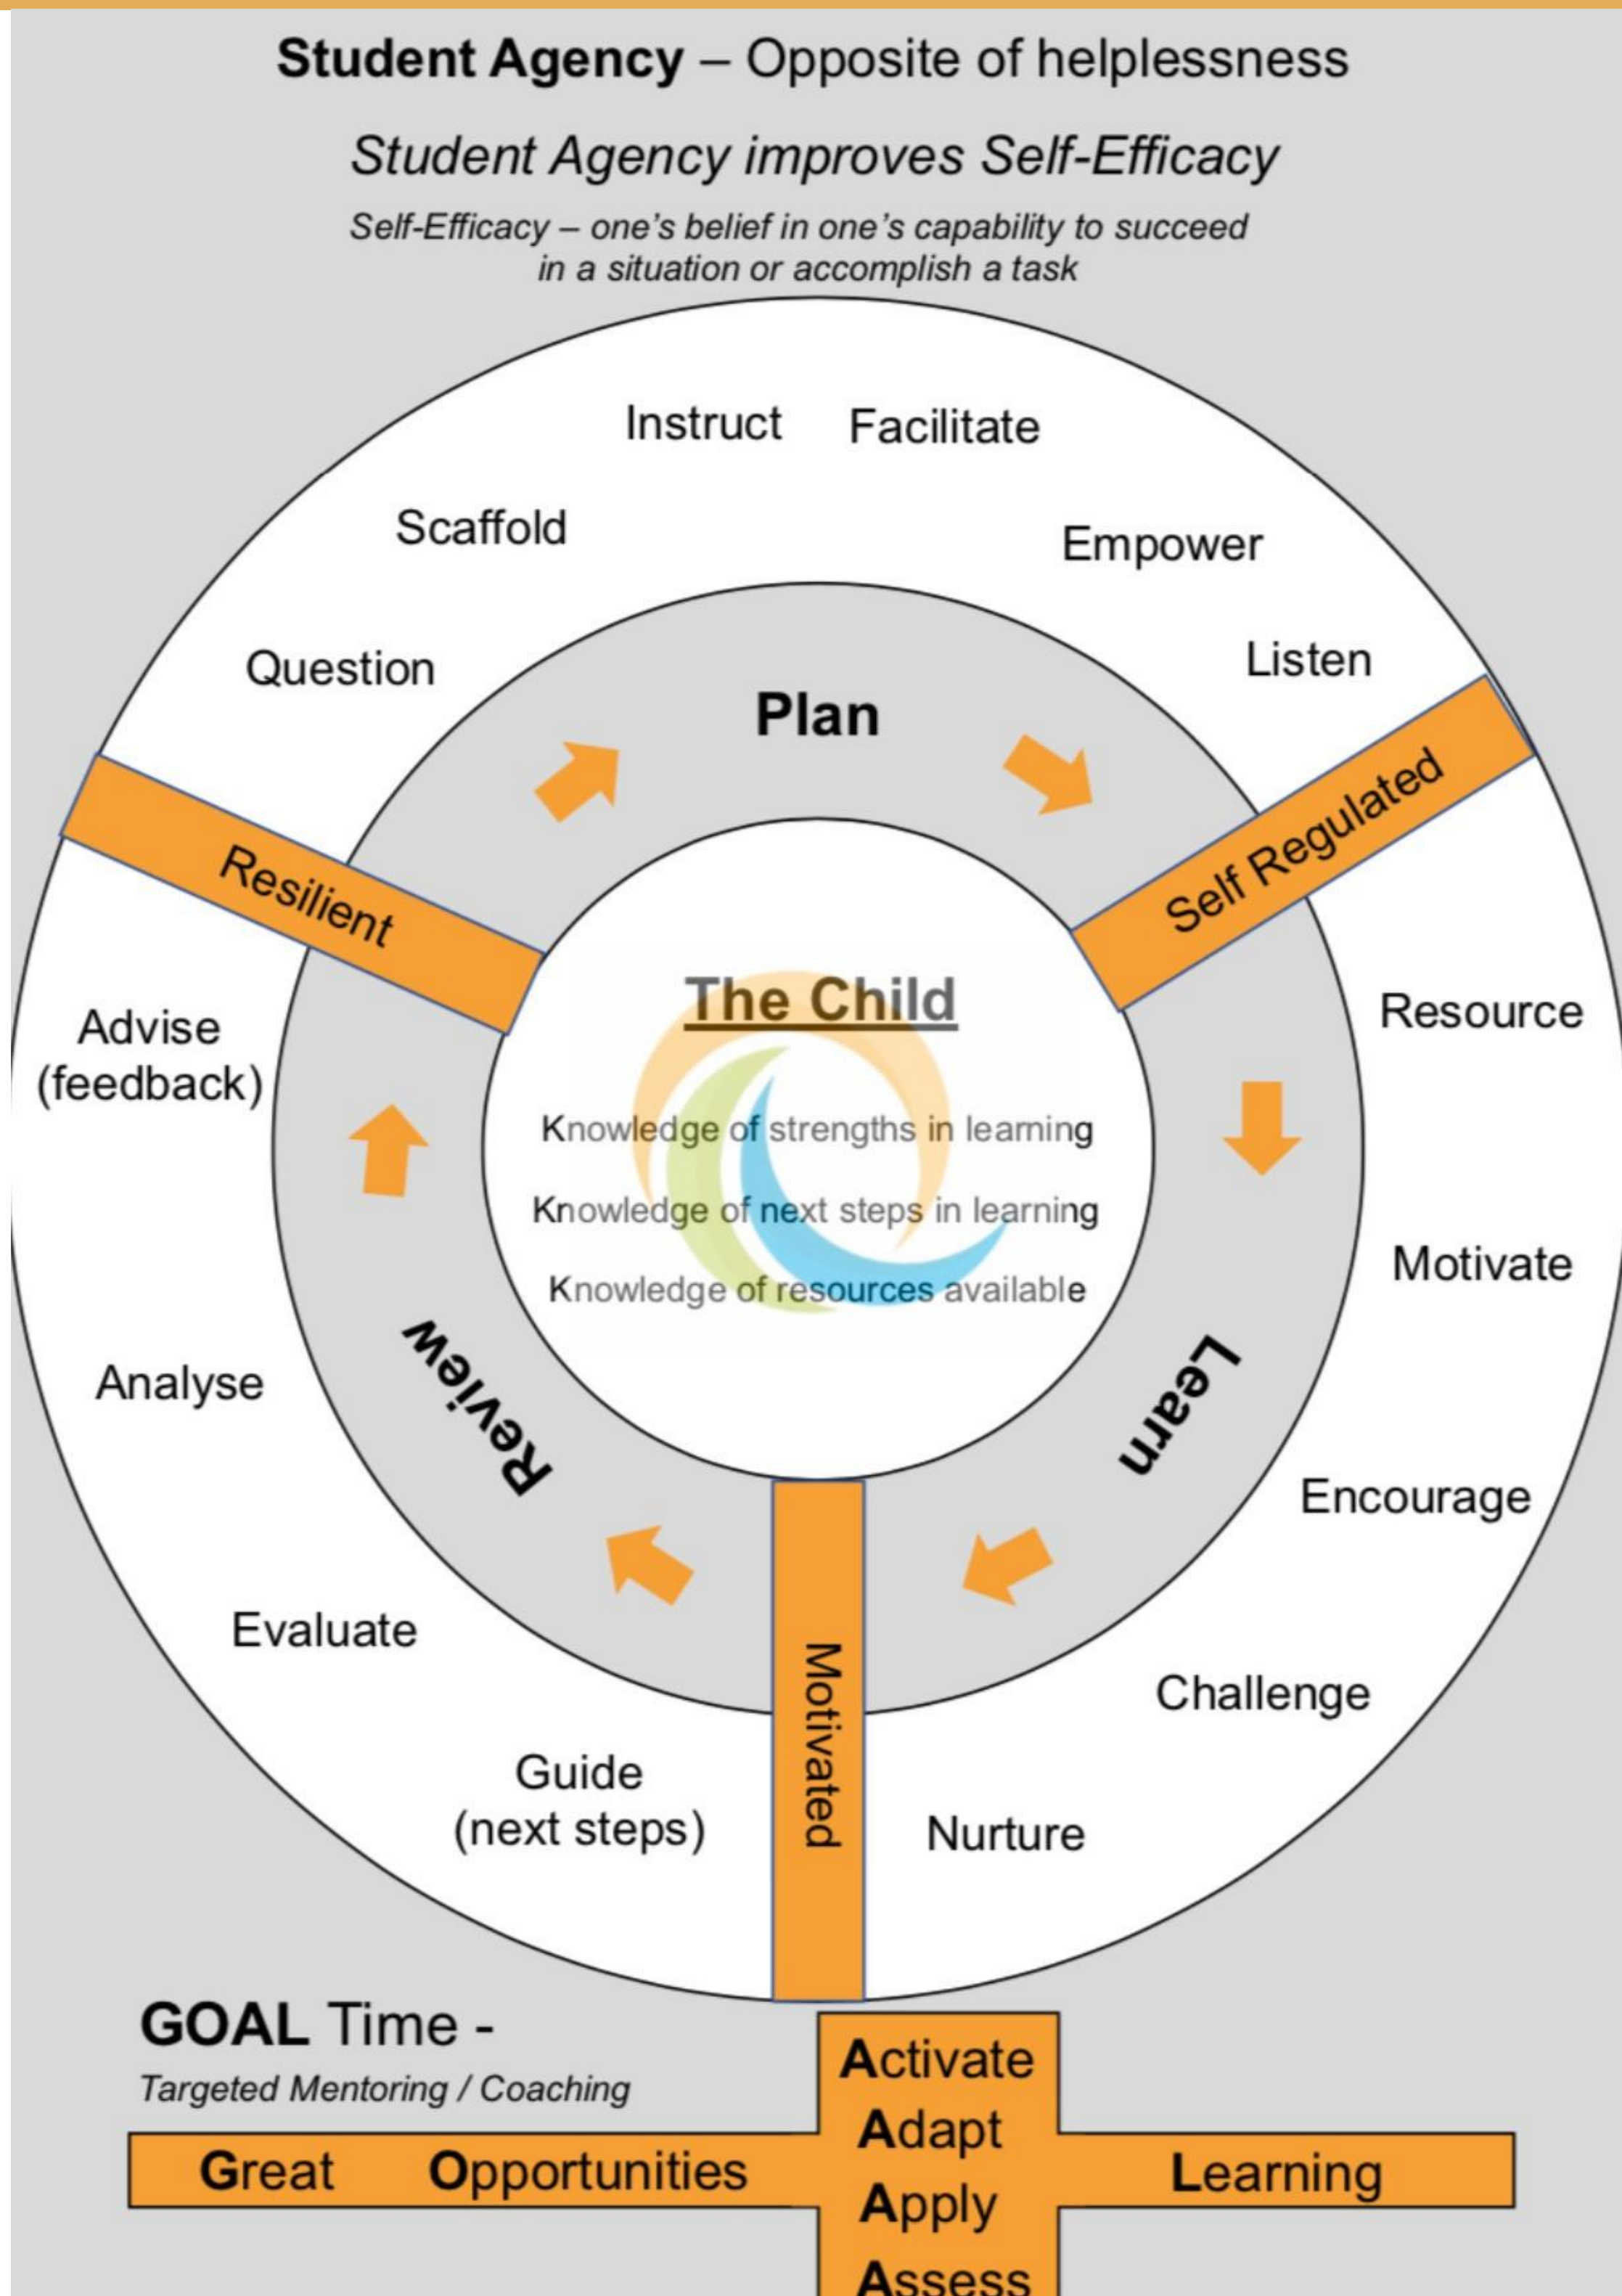 Student Agency – Opposite of helplessness
Student Agency improves Self-Efficacy
Self-Efficacy – one's belief in one's capability to succeed
in a situation or accomplish a task
Instruct
Facilitate
Scaffold
Empower
Question
Listen
Plan
Resilient
Self Regulated
The Child
Knowledge of strengths in learning
Knowledge of next steps in learning
Knowledge of resources available
Advise
(feedback)
Resource
Motivate
Analyse
Review
Learn
Encourage
Evaluate
Challenge
Motivated
Guide
(next steps)
Nurture
GOAL Time -
Targeted Mentoring / Coaching
Activate
Adapt
Great Opportunities
Learning
Apply
Assess